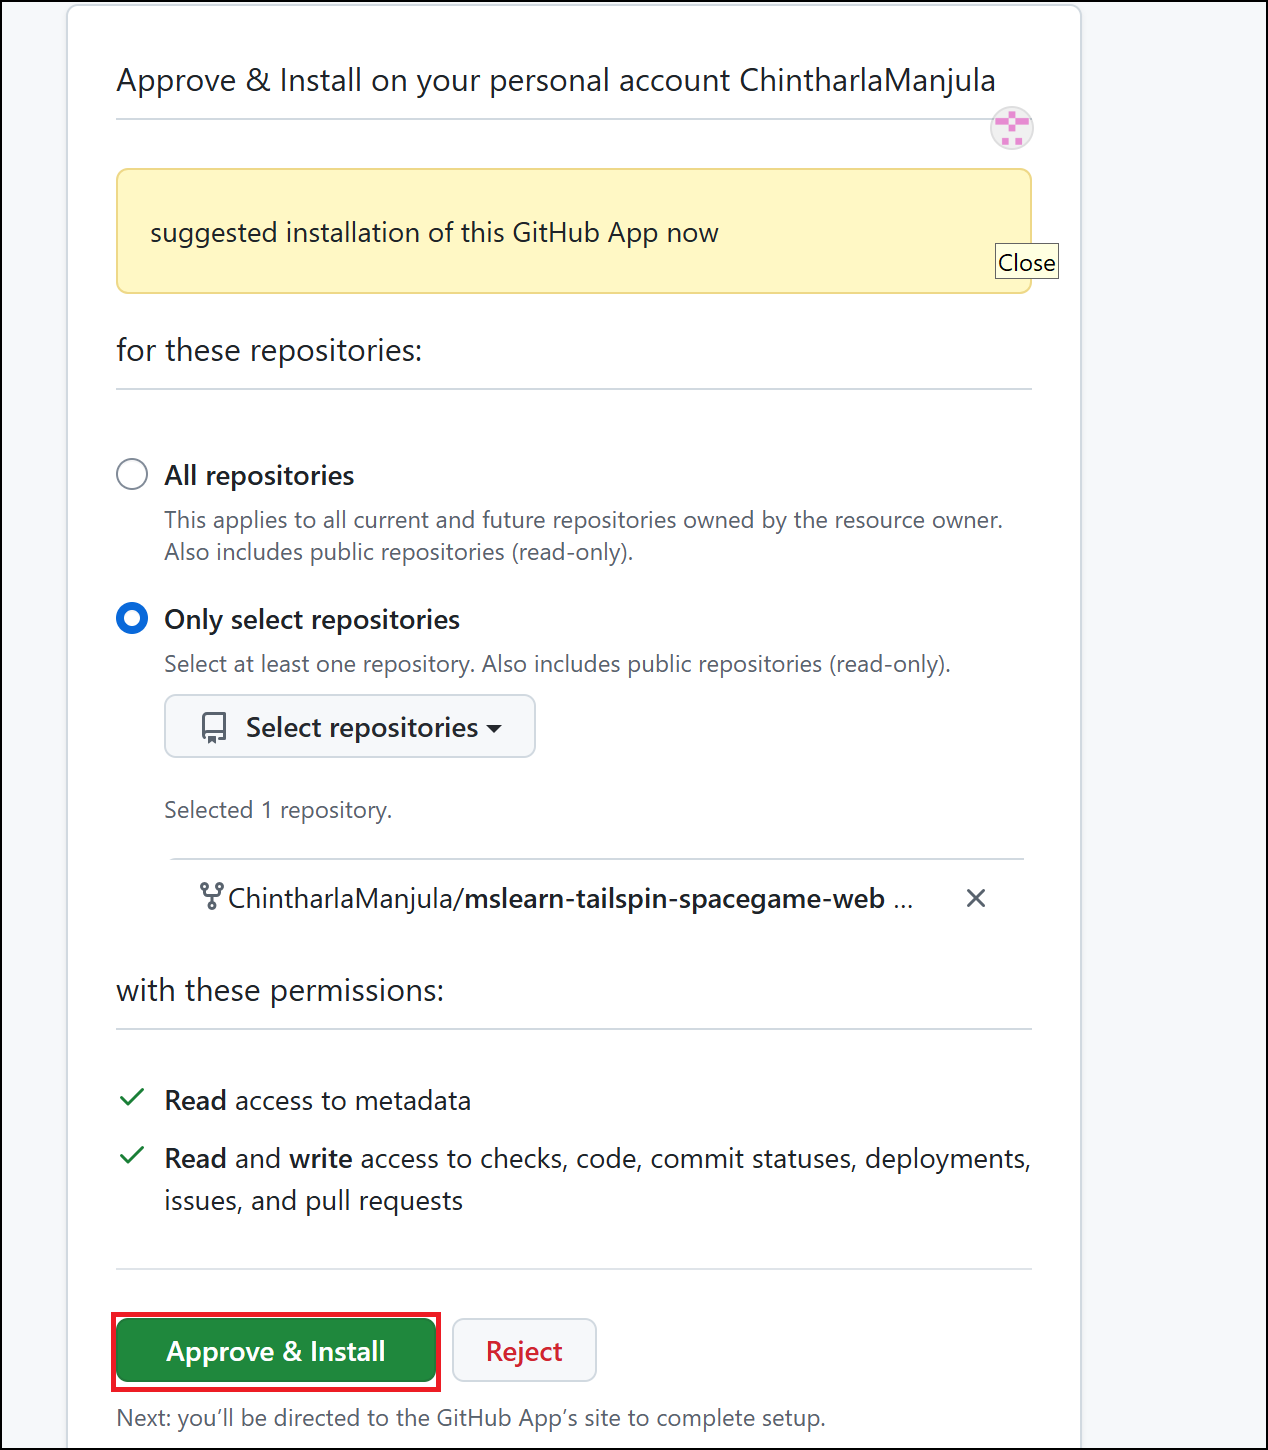 Approve & Install on your personal account ChintharlaManjula
suggested installation of this GitHub App now
Close
for these repositories:
All repositories
This applies to all current and future repositories owned by the resource owner.
Also includes public repositories (read-only).
Only select repositories
Select at least one repository. Also includes public repositories (read-only).
Select repositories
Selected 1 repository.
ChintharlaManjula/mslearn-tailspin-spacegame-web ...
with these permissions:
Read access to metadata
Read and write access to checks, code, commit statuses, deployments,
issues, and pull requests
Approve & Install
Reject
Next: you’ll be directed to the GitHub App’s site to complete setup.